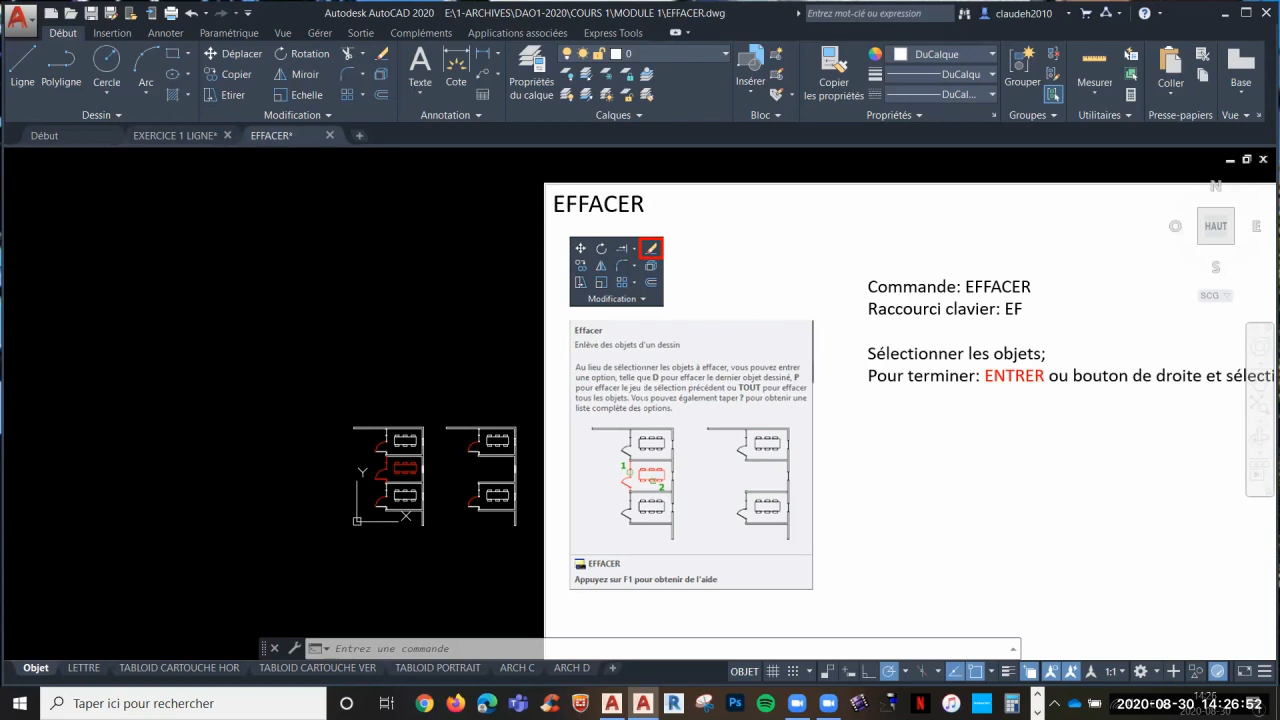 Autodesk AutoCAD 2020 E:\1-ARCHIVES\DAO1-2020\COURS 1\MODULE 1\EFFACER.dwg
Entrez mot-clé ou expression
claudeh2010
Début Insertion Annoter Paramétrique Vue Gérer Sortie Compléments Applications associées Express Tools
Ligne
Polyligne
Cercle
Arc
Déplacer
Rotation
Copier
Miroir
Etirer
Echelle
Texte
Cote
Propriétés
du calque
0
Insérer
Copier
les propriétés
DuCalque
DuCalqu
DuCal...
Groupe
Mesurer
Coller
Base
Dessin
Modification
Annotation
Calques
Bloc
Propriétés
Groupes
Utilitaires
Presse-papiers
Vue
Début
EXERCICE 1 LIGNE*
EFFACER*
EFFACER
Modification
Effacer
Enlève des objets d'un dessin
Au lieu de sélectionner les objets à effacer, vous pouvez entrer
une option, telle que D pour effacer le dernier objet dessiné, P
pour effacer le jeu de sélection précédent ou TOUT pour effacer
tous les objets. Vous pouvez également taper ? pour obtenir une
liste complète des options.
1
2
EFFACER
Appuyez sur F1 pour obtenir de l'aide
Commande: EFFACER
Raccourci clavier: EF
Sélectionner les objets;
Pour terminer: ENTRER ou bouton de droite et sélecti
N
O
HAUT
E
S
SCG
Y
X
Entrez une commande
Objet LETTRE TABLOID CARTOUCHE HOR TABLOID CARTOUCHE VER TABLOID PORTRAIT ARCH C ARCH D
OBJET
1:1
Taper ici pour rechercher
2020-08-30 14:26:52